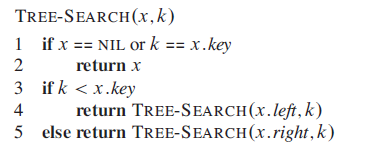 TREE-SEARCH(x, k)
1 if x == NIL or k == x.key
2 return x
3 if k < x.key
4 return TREE-SEARCH(x.left, k)
5 else return TREE-SEARCH(x.right, k)